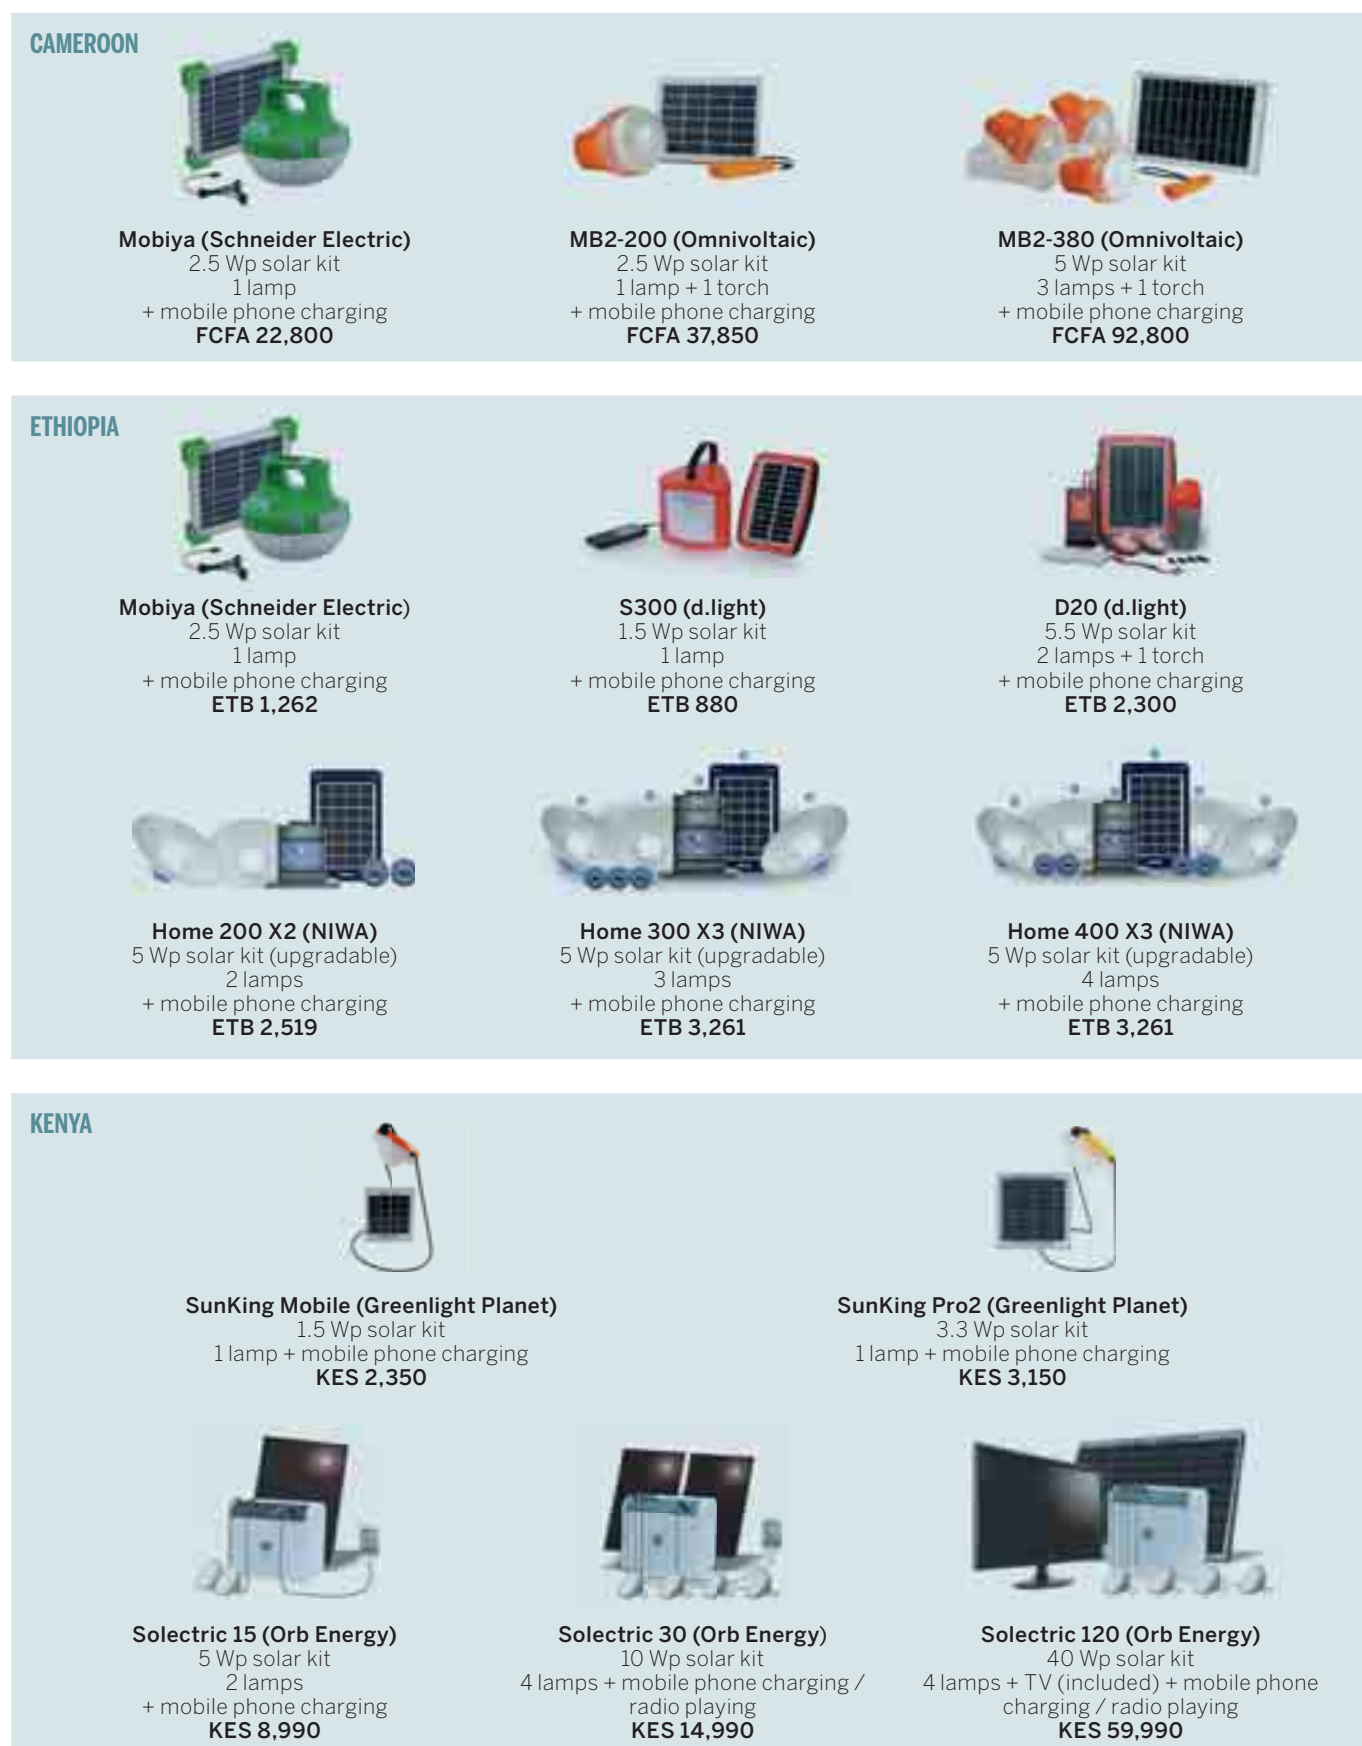 CAMEROON
Mobiya (Schneider Electric)
2.5 Wp solar kit
1 lamp
+ mobile phone charging
FCFA 22,800
MB2-200 (Omnivoltaic)
2.5 Wp solar kit
1 lamp + 1 torch
+ mobile phone charging
FCFA 37,850
MB2-380 (Omnivoltaic)
5 Wp solar kit
3 lamps + 1 torch
+ mobile phone charging
FCFA 92,800
ETHIOPIA
Mobiya (Schneider Electric)
2.5 Wp solar kit
1 lamp
+ mobile phone charging
ETB 1,262
S300 (d.light)
1.5 Wp solar kit
1 lamp
+ mobile phone charging
ETB 880
D20 (d.light)
5.5 Wp solar kit
2 lamps + 1 torch
+ mobile phone charging
ETB 2,300
Home 200 X2 (NIWA)
5 Wp solar kit (upgradable)
2 lamps
+ mobile phone charging
ETB 2,519
Home 300 X3 (NIWA)
5 Wp solar kit (upgradable)
3 lamps
+ mobile phone charging
ETB 3,261
Home 400 X3 (NIWA)
5 Wp solar kit (upgradable)
4 lamps
+ mobile phone charging
ETB 3,261
KENYA
SunKing Mobile (Greenlight Planet)
1.5 Wp solar kit
1 lamp + mobile phone charging
KES 2,350
SunKing Pro2 (Greenlight Planet)
3.3 Wp solar kit
1 lamp + mobile phone charging
KES 3,150
Solectric 15 (Orb Energy)
5 Wp solar kit
2 lamps
+ mobile phone charging
KES 8,990
Solectric 30 (Orb Energy)
10 Wp solar kit
4 lamps + mobile phone charging /
radio playing
KES 14,990
Solectric 120 (Orb Energy)
40 Wp solar kit
4 lamps + TV (included) + mobile phone
charging / radio playing
KES 59,990